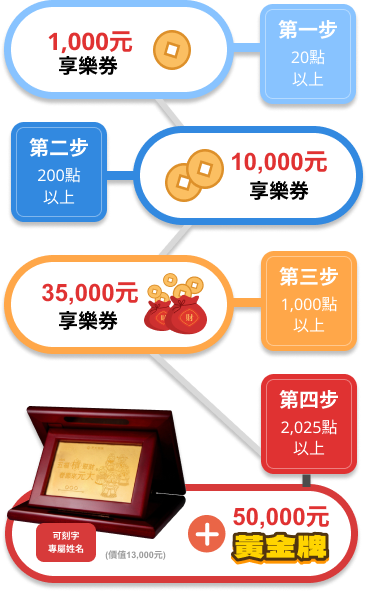 1,000元
享樂券
第一步
20點
以上
第二步
200點
以上
10,000元
享樂券
35,000元
享樂券
第三步
1,000點
以上
第四步
2,025點
以上
可刻字
專屬姓名
(價值13,000元)
50,000元
黃金牌